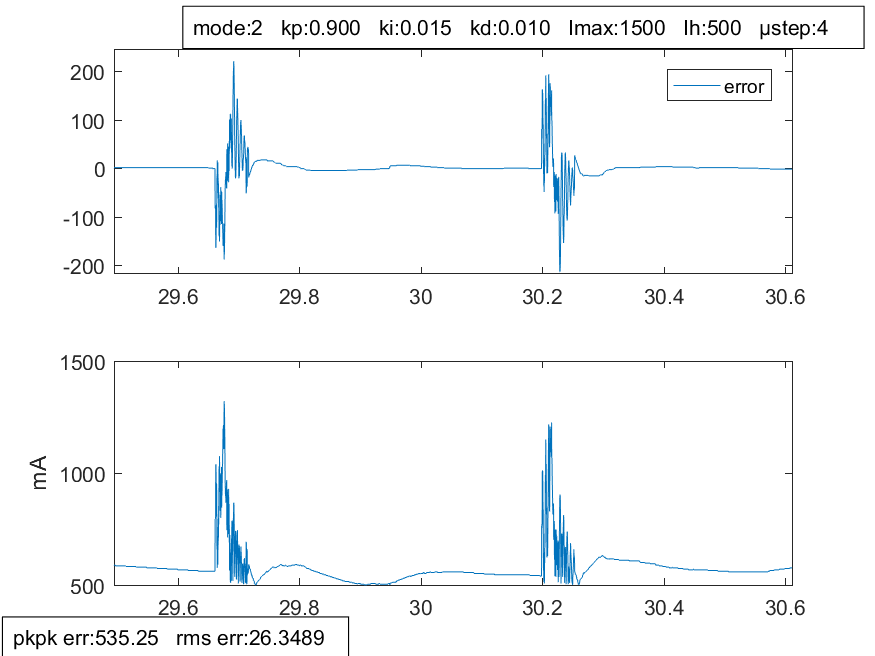 mode:2 kp:0.900 ki:0.015 kd:0.010 Imax:1500 Ih:500 µstep:4
200
error
100
0
-100
-200
29.6 29.8 30 30.2 30.4 30.6
1500
mA
1000
500
29.6 29.8 30 30.2 30.4 30.6
pkpk err:535.25 rms err:26.3489